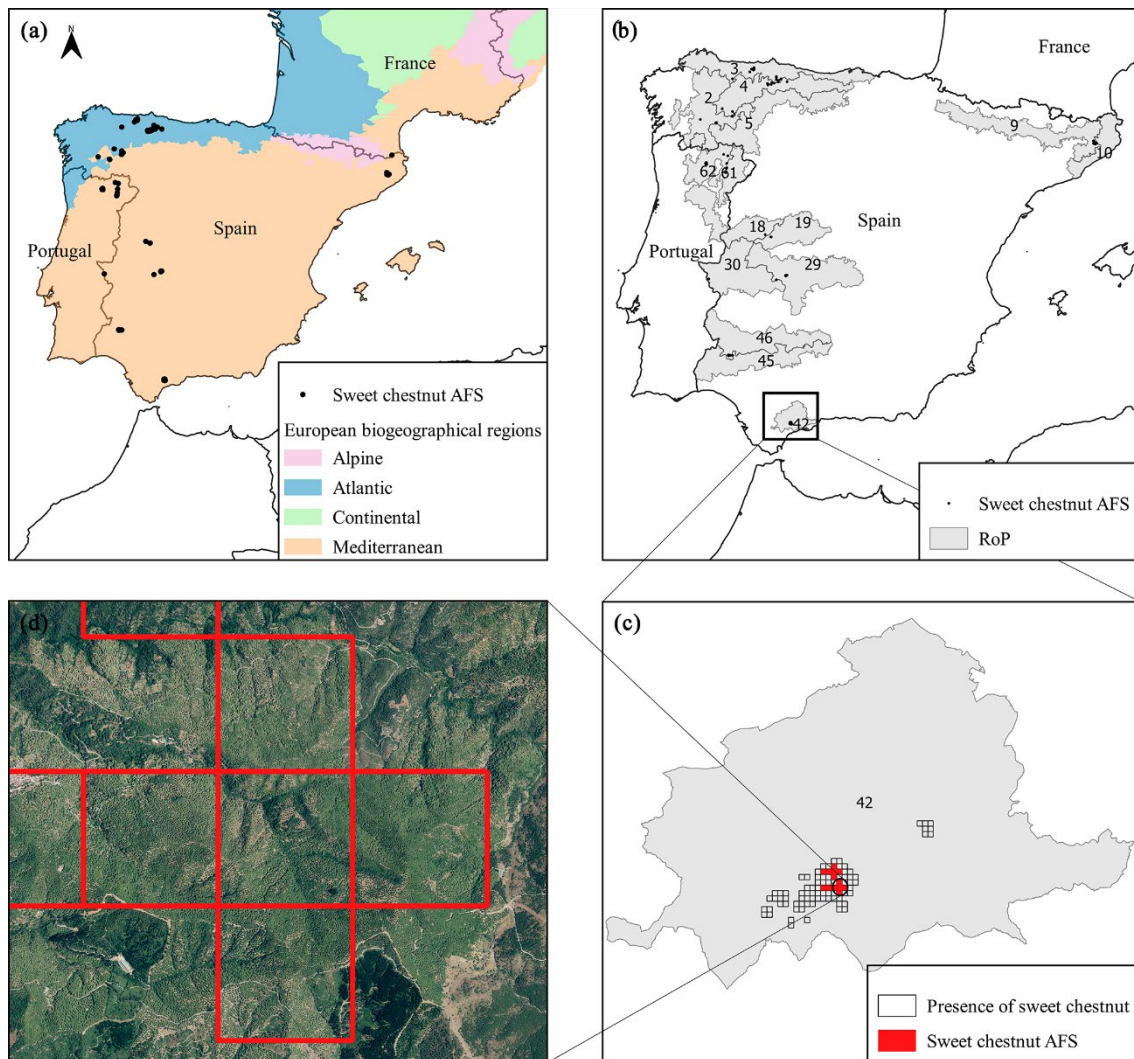 (a)
N
France
Portugal
Spain
Sweet chestnut AFS
European biogeographical regions
Alpine
Atlantic
Continental
Mediterranean
(b)
France
3
4
2
5
9
10
62
61
18
19
Spain
Portugal
30
29
46
45
42
Sweet chestnut AFS
RoP
(d)
(c)
42
Presence of sweet chestnut
Sweet chestnut AFS